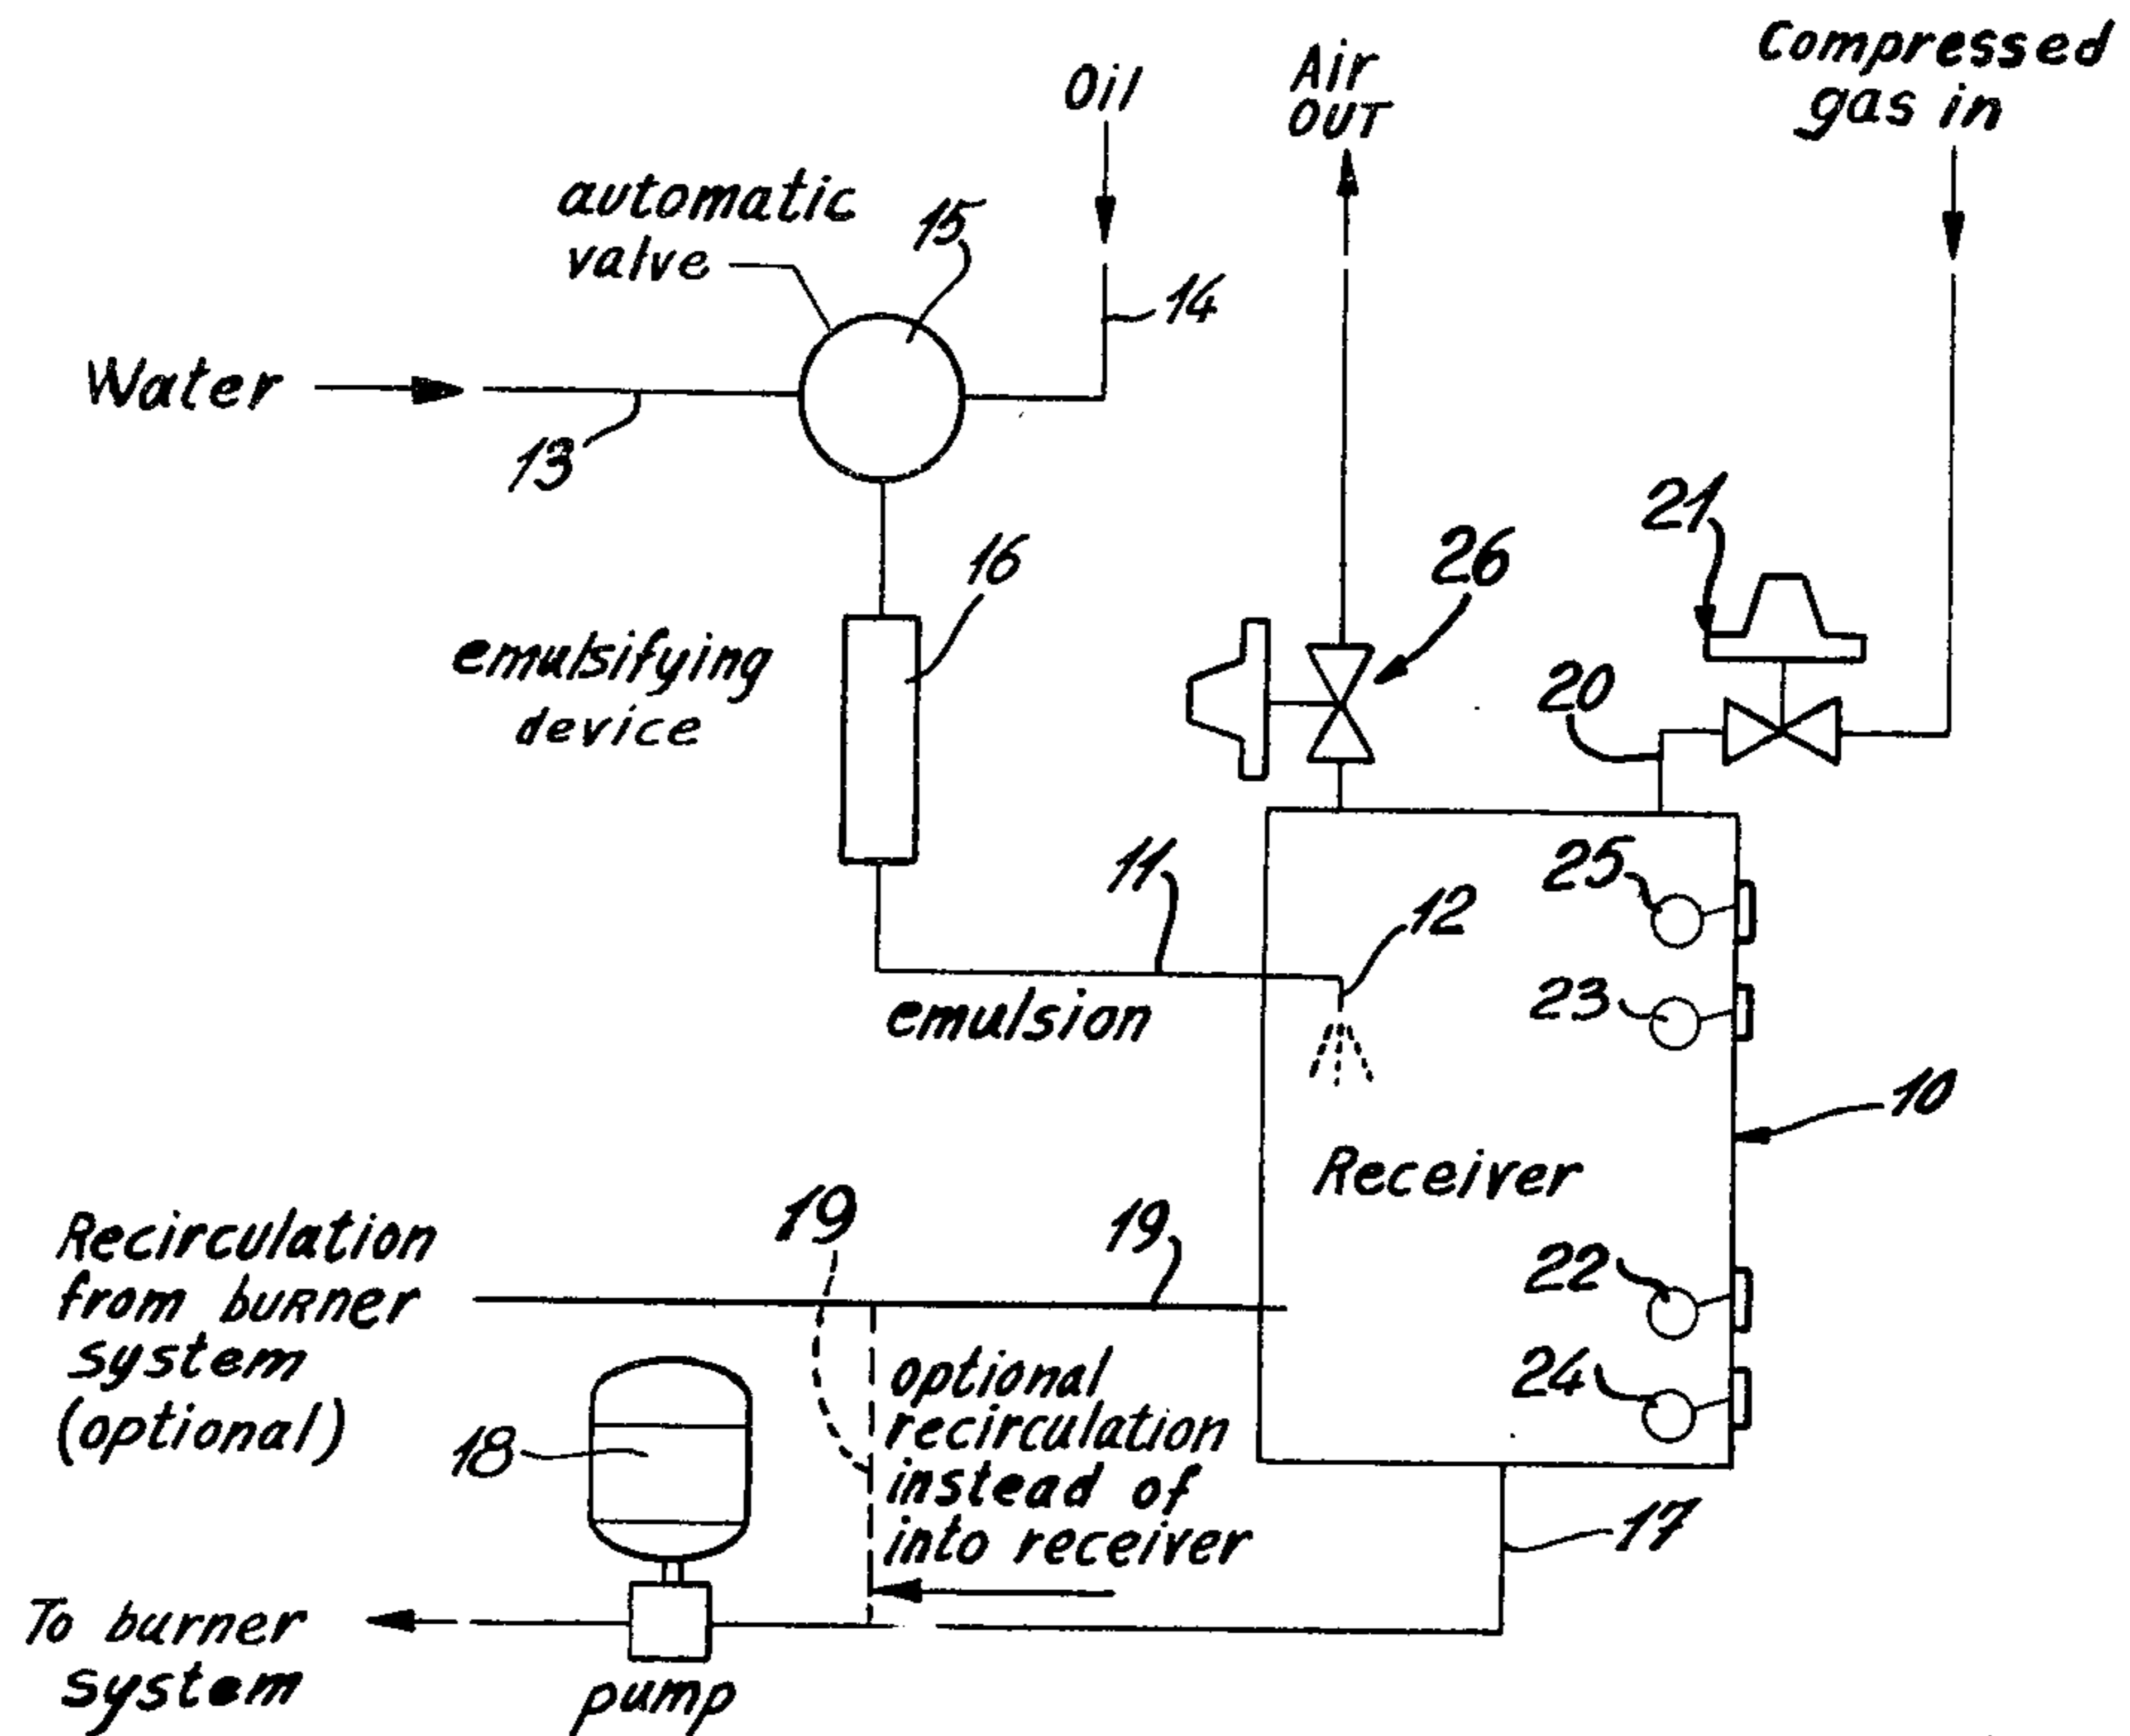 Oil
Air
OUT
Compressed
gas in
automatic
valve
15
14
Water
13
16
26
21
20
emulsifying
device
25
11
12
23
emulsion
10
Receiver
Recirculation
from burner
system
(optional)
19
19
22
24
optional
recirculation
instead of
into receiver
18
17
To burner
system
pump